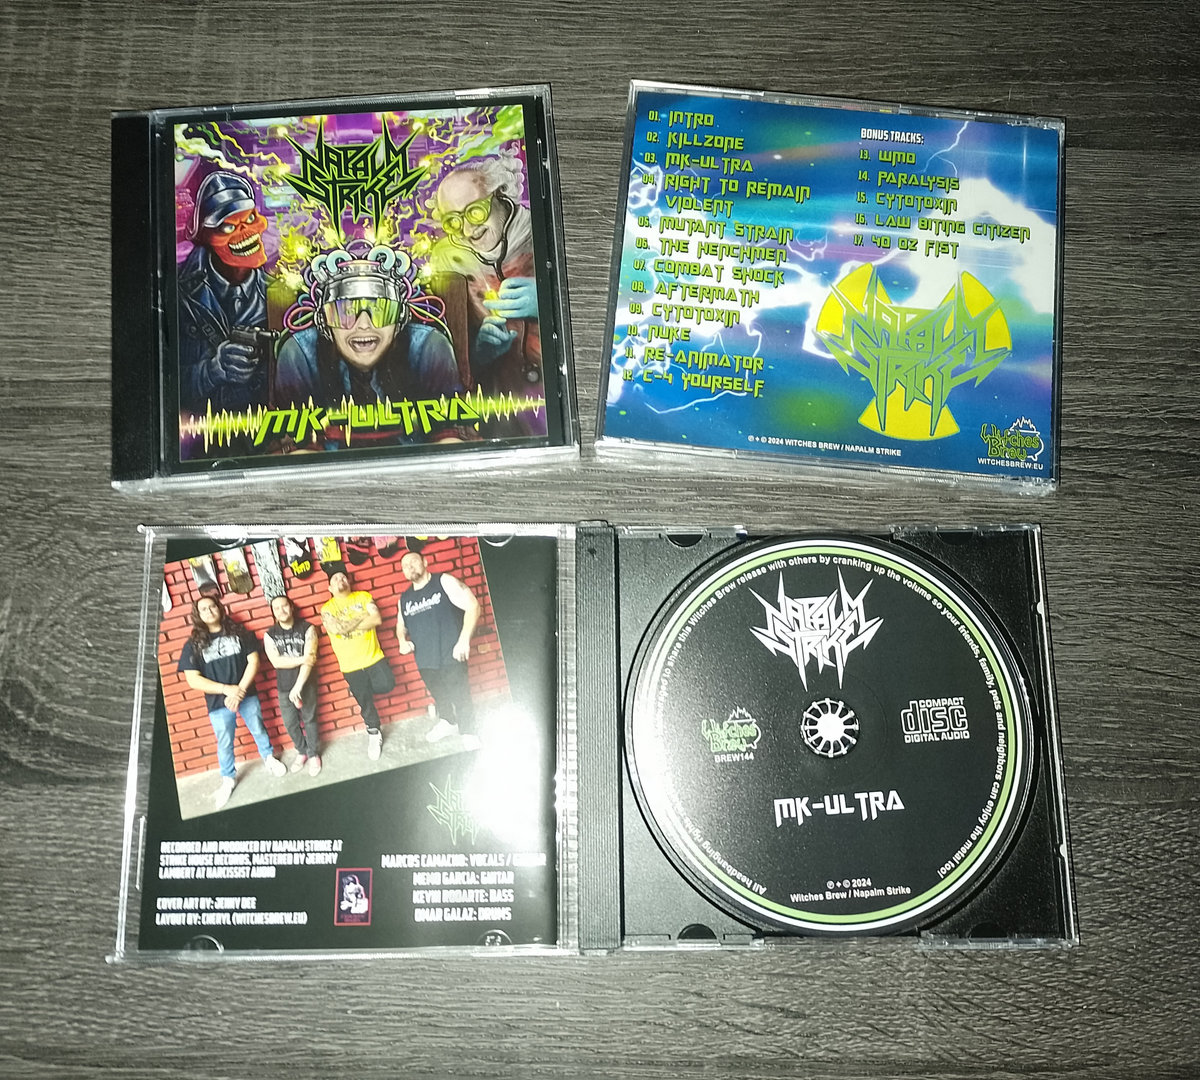 NAPALM
STRIKE
MK-ULTRA
01. INTRO
02. KILLZONE
03. MK-ULTRA
04. RIGHT TO REMAIN
VIOLENT
05. MUTANT STRAIN
06. THE HENCHMEN
07. COMBAT SHOCK
08. AFTERMATH
09. CYTOTOXIN
10. NUKE
11. RE-ANIMATOR
12. C-4 YOURSELF
BONUS TRACKS:
13. WMD
14. PARALYSIS
15. CYTOTOXIN
16. LAW BITING CITIZEN
17. 40 OZ FIST
NAPALM
STRIKE
℗ + © 2024 WITCHES BREW / NAPALM STRIKE
Witches
Brew
WITCHESBREW.EU
Marshall
RECORDED AND PRODUCED BY NAPALM STRIKE AT
STRIKE HOUSE RECORDS. MASTERED BY JEREMY
LAMBERT AT NARCISSIST AUDIO
COVER ART BY: JENNY DEE
LAYOUT BY: CHERYL (WITCHESBREW.EU)
MARCOS CAMACHO: VOCALS / GUITAR
MEMO GARCIA: GUITAR
KEVIN RODARTE: BASS
OMAR GALAZ: DRUMS
All headbanging
to share this Witches Brew release with others by cranking up the volume so your friends, family, pets and neighbors can enjoy the metal too!
NAPALM
STRIKE
Witches
Brew
BREW144
COMPACT
disc
DIGITAL AUDIO
MK-ULTRA
℗ + © 2024
Witches Brew / Napalm Strike